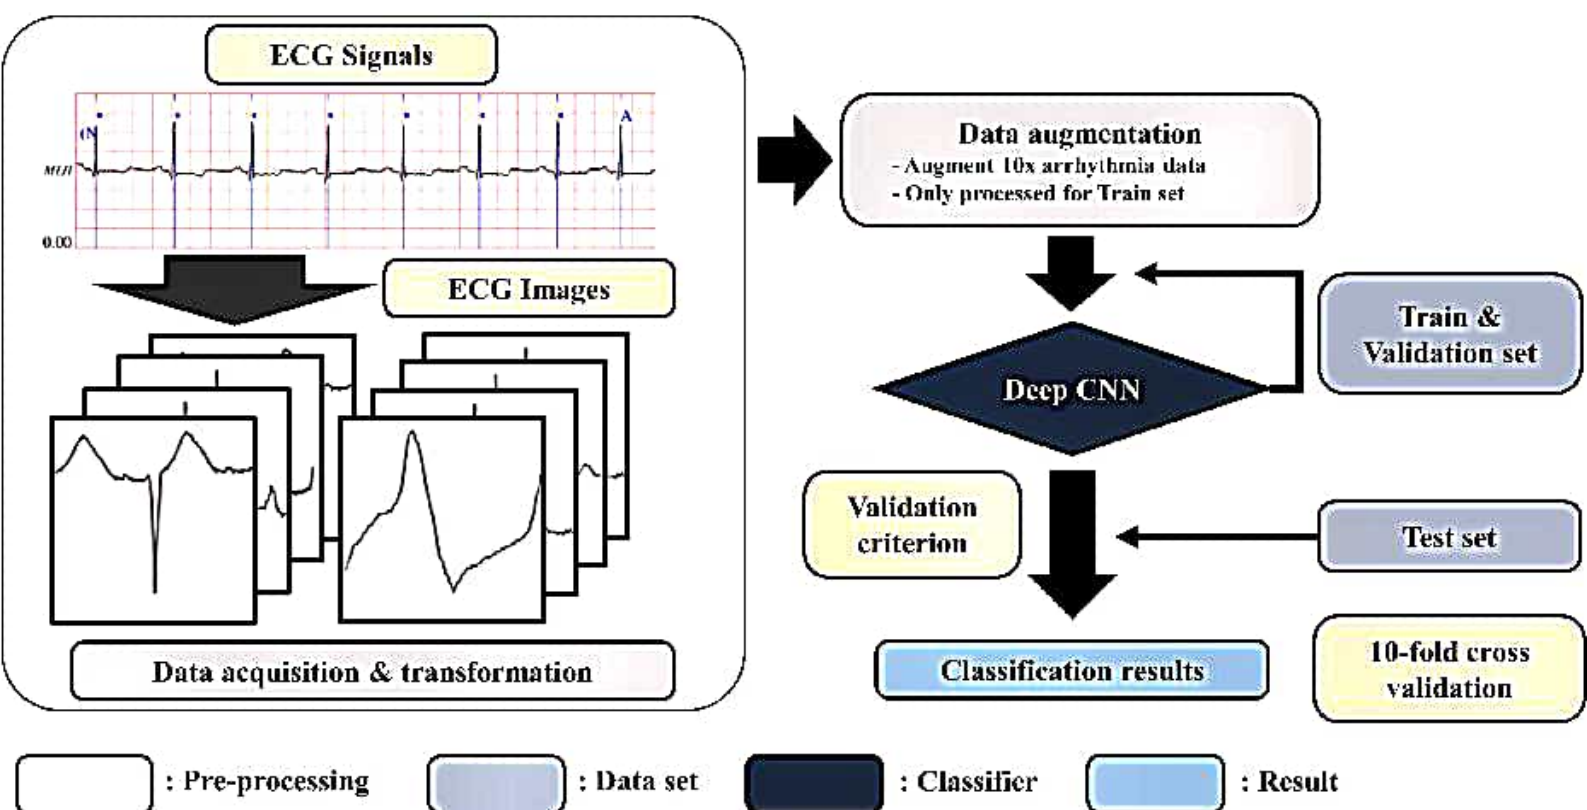 ECG Signals
(N
A
MLII
0.00
ECG Images
Data acquisition & transformation
Data augmentation
- Augment 10x arrhythmia data
- Only processed for Train set
Train &
Validation set
Deep CNN
Validation
criterion
Test set
Classification results
10-fold cross
validation
: Pre-processing
: Data set
: Classifier
: Result